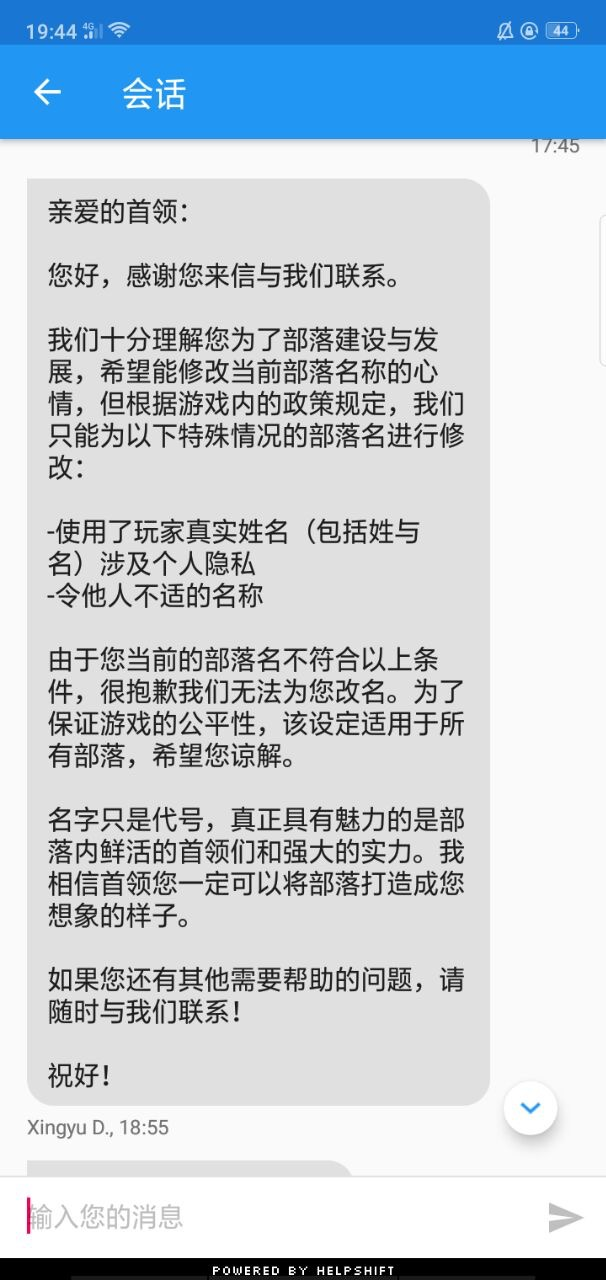 19:44 4G 44
会话
17:45
亲爱的首领：
您好，感谢您来信与我们联系。
我们十分理解您为了部落建设与发
展，希望能修改当前部落名称的心
情，但根据游戏内的政策规定，我们
只能为以下特殊情况的部落名进行修
改：
-使用了玩家真实姓名（包括姓与
名）涉及个人隐私
-令他人不适的名称
由于您当前的部落名不符合以上条
件，很抱歉我们无法为您改名。为了
保证游戏的公平性，该设定适用于所
有部落，希望您谅解。
名字只是代号，真正具有魅力的是部
落内鲜活的首领们和强大的实力。我
相信首领您一定可以将部落打造成您
想象的样子。
如果您还有其他需要帮助的问题，请
随时与我们联系！
祝好！
Xingyu D., 18:55
输入您的消息
POWERED BY HELPSHIFT